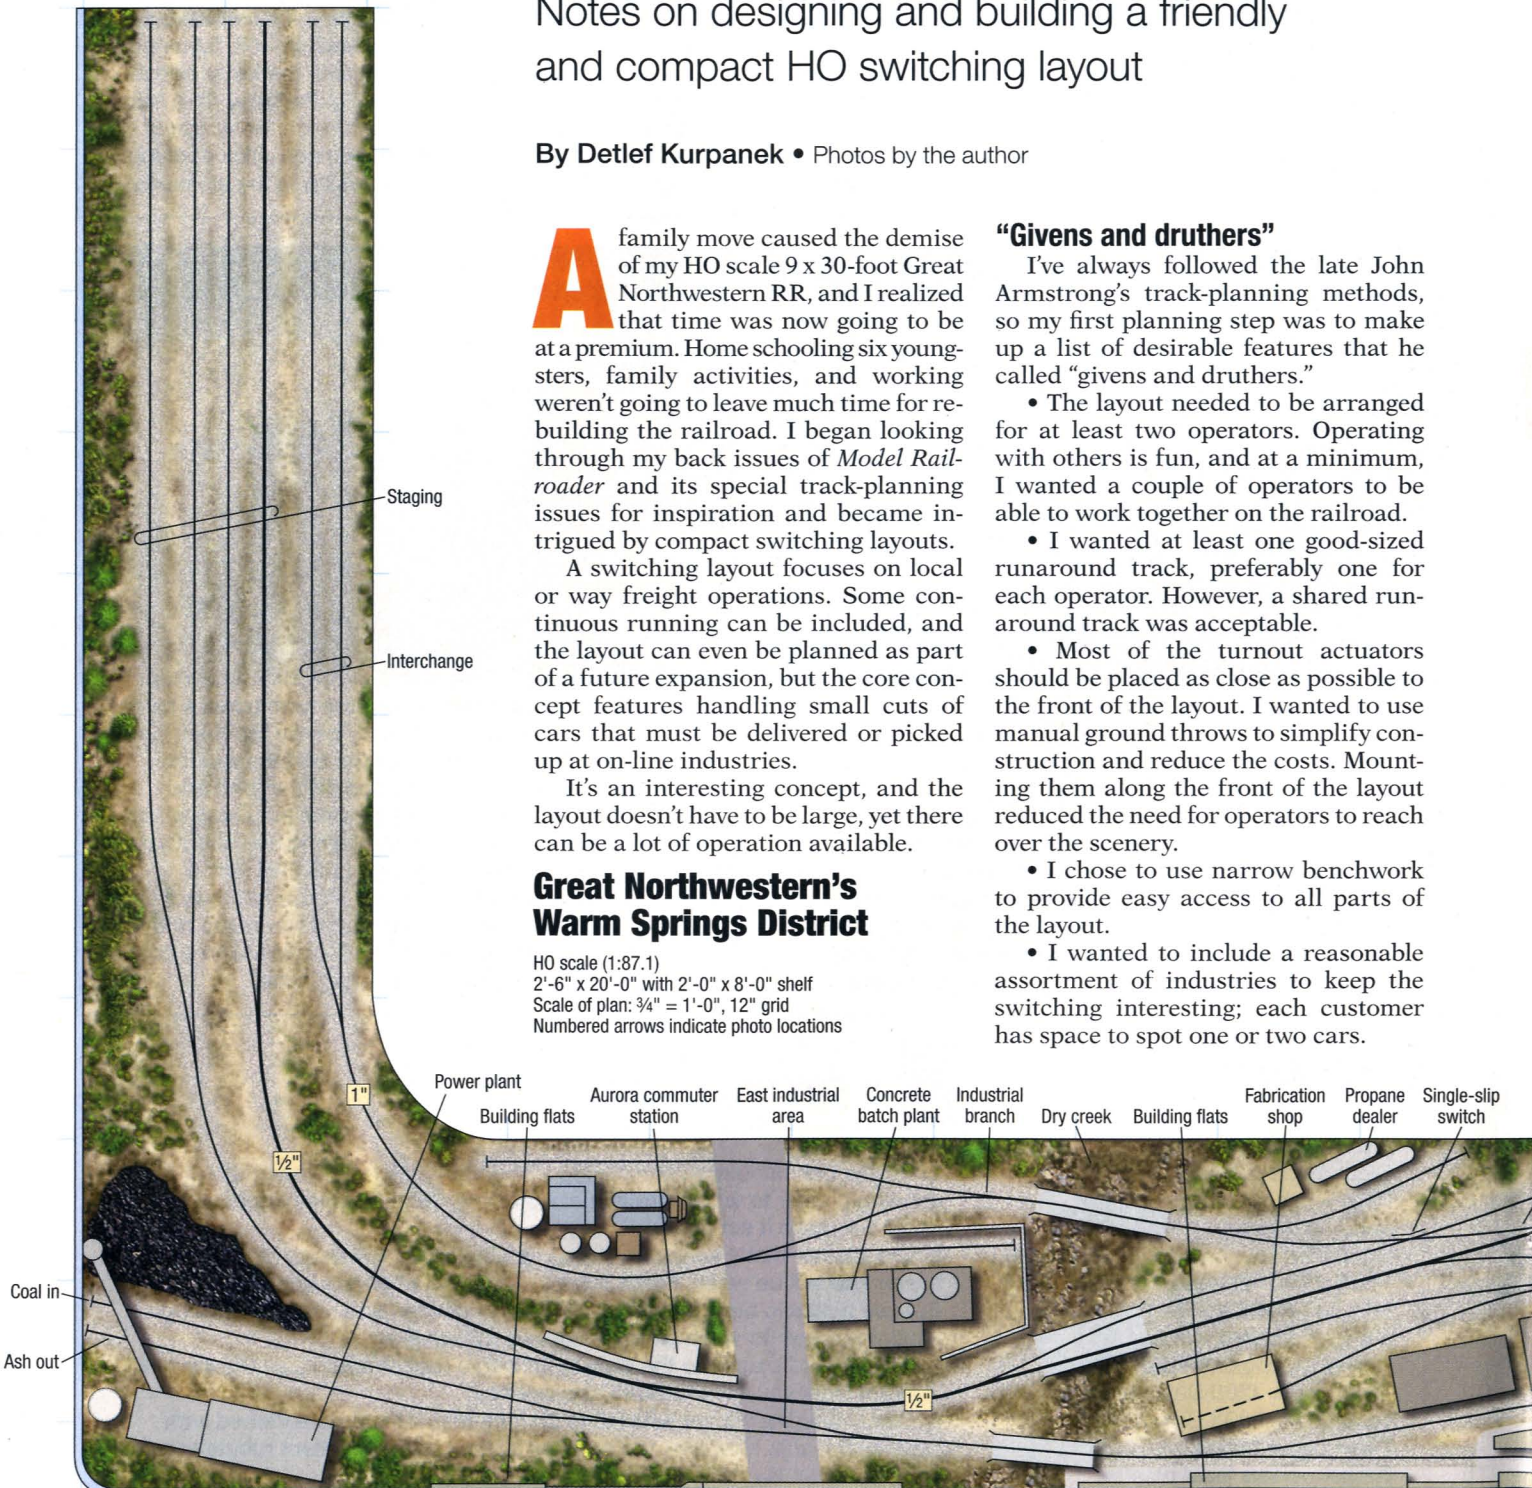 Notes on designing and building a friendly
and compact HO switching layout
By Detlef Kurpanek • Photos by the author
A family move caused the demise
of my HO scale 9 x 30-foot Great
Northwestern RR, and I realized
that time was now going to be
at a premium. Home schooling six young-
sters, family activities, and working
weren't going to leave much time for re-
building the railroad. I began looking
through my back issues of Model Rail-
roader and its special track-planning
issues for inspiration and became in-
trigued by compact switching layouts.
A switching layout focuses on local
or way freight operations. Some con-
tinuous running can be included, and
the layout can even be planned as part
of a future expansion, but the core con-
cept features handling small cuts of
cars that must be delivered or picked
up at on-line industries.
It's an interesting concept, and the
layout doesn't have to be large, yet there
can be a lot of operation available.
Great Northwestern's
Warm Springs District
HO scale (1:87.1)
2'-6" x 20'-0" with 2'-0" x 8'-0" shelf
Scale of plan: ¾" = 1'-0", 12" grid
Numbered arrows indicate photo locations
"Givens and druthers"
I've always followed the late John
Armstrong's track-planning methods,
so my first planning step was to make
up a list of desirable features that he
called "givens and druthers."
• The layout needed to be arranged
for at least two operators. Operating
with others is fun, and at a minimum,
I wanted a couple of operators to be
able to work together on the railroad.
• I wanted at least one good-sized
runaround track, preferably one for
each operator. However, a shared run-
around track was acceptable.
• Most of the turnout actuators
should be placed as close as possible to
the front of the layout. I wanted to use
manual ground throws to simplify con-
struction and reduce the costs. Mount-
ing them along the front of the layout
reduced the need for operators to reach
over the scenery.
• I chose to use narrow benchwork
to provide easy access to all parts of
the layout.
• I wanted to include a reasonable
assortment of industries to keep the
switching interesting; each customer
has space to spot one or two cars.
Staging
Interchange
1"
½"
Power plant
Building flats
Aurora commuter
station
East industrial
area
Concrete
batch plant
Industrial
branch
Dry creek
Building flats
Fabrication
shop
Propane
dealer
Single-slip
switch
Coal in
Ash out
½"